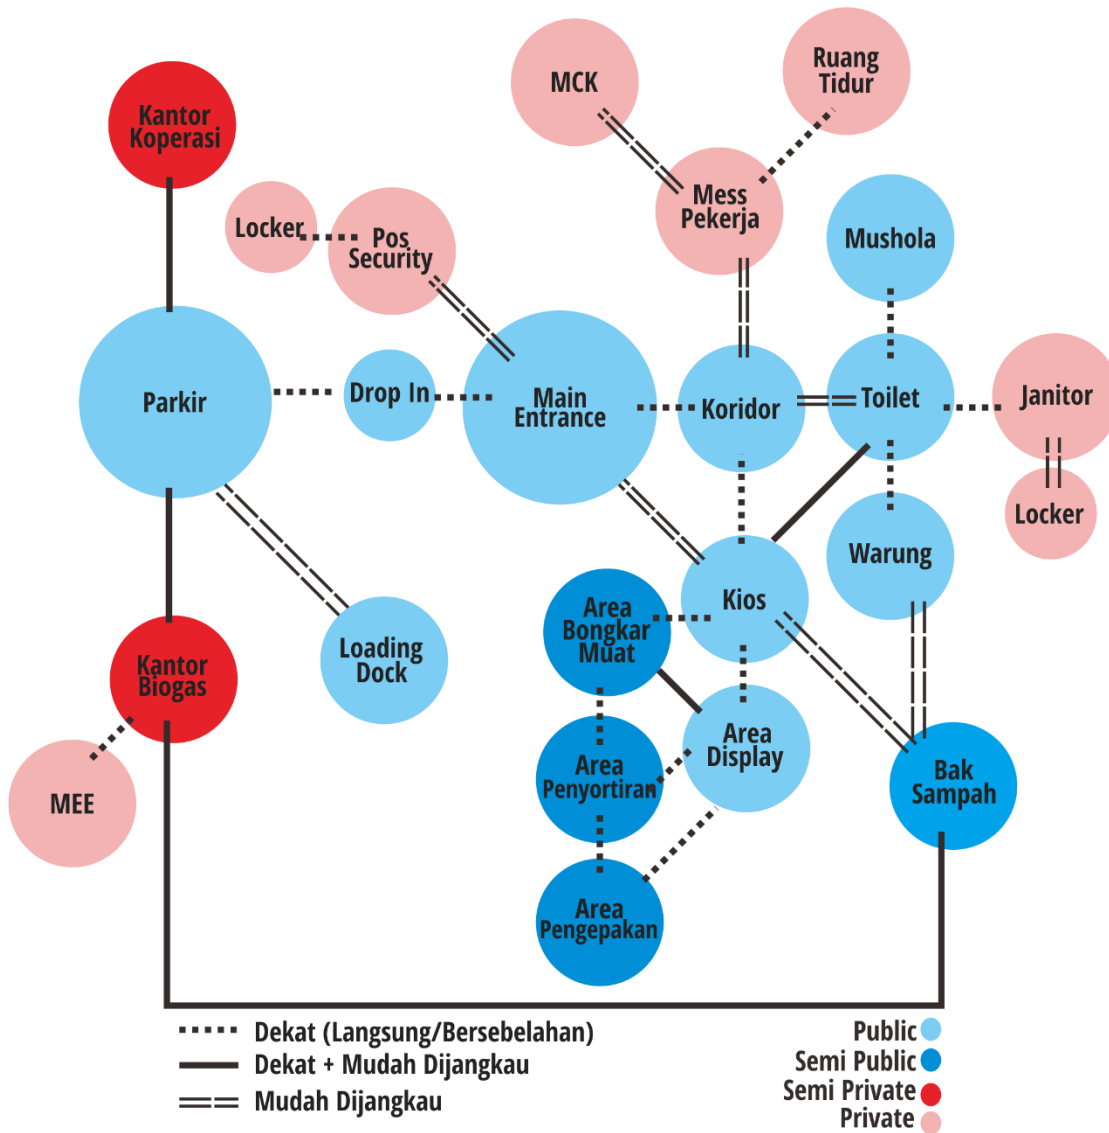 MCK
Ruang
Tidur
Kantor
Koperasi
Mess
Pekerja
Locker
Pos
Security
Mushola
Parkir
Drop In
Main
Entrance
Koridor
Toilet
Janitor
Locker
Warung
Kios
Area
Bongkar
Muat
Loading
Dock
Kantor
Biogas
Area
Display
Area
Penyortiran
Bak
Sampah
MEE
Area
Pengepakan
Dekat (Langsung/Bersebelahan)
Dekat + Mudah Dijangkau
Mudah Dijangkau
Public
Semi Public
Semi Private
Private